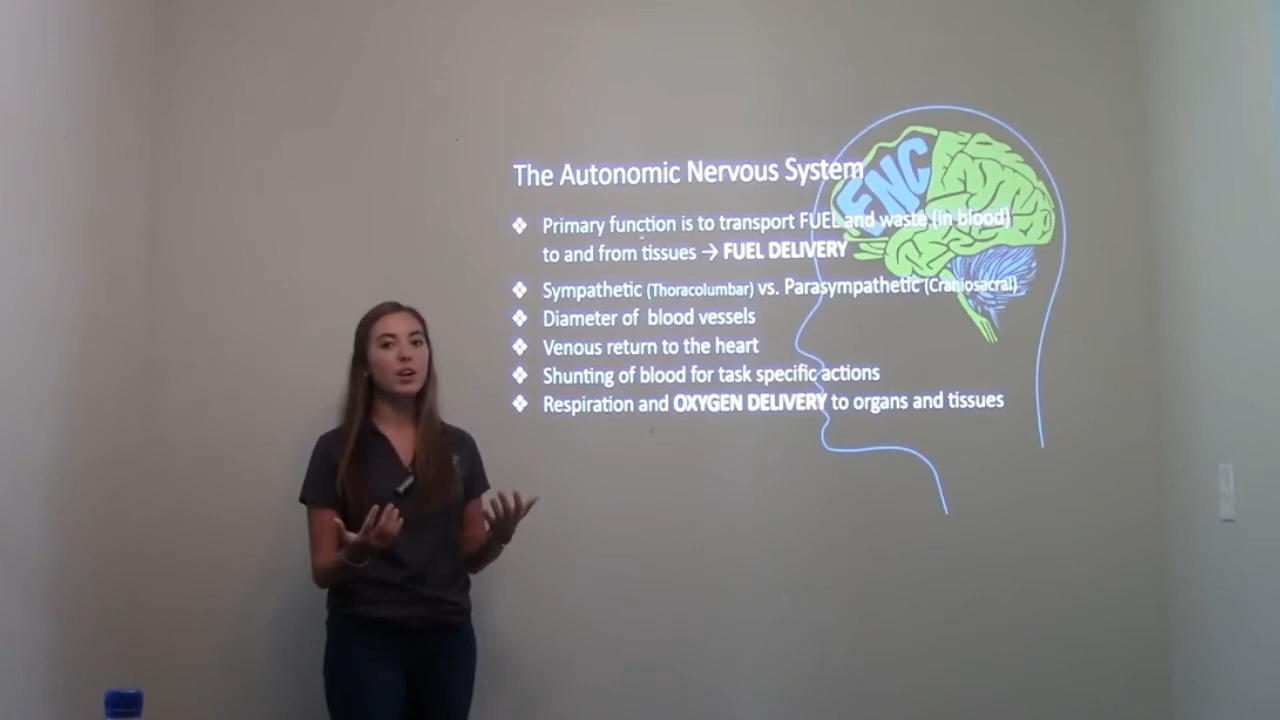 The Autonomic Nervous System
FNC
❖ Primary function is to transport FUEL and waste (in blood)
to and from tissues → FUEL DELIVERY
❖ Sympathetic (Thoracolumbar) vs. Parasympathetic (Craniosacral)
❖ Diameter of blood vessels
❖ Venous return to the heart
❖ Shunting of blood for task specific actions
❖ Respiration and OXYGEN DELIVERY to organs and tissues